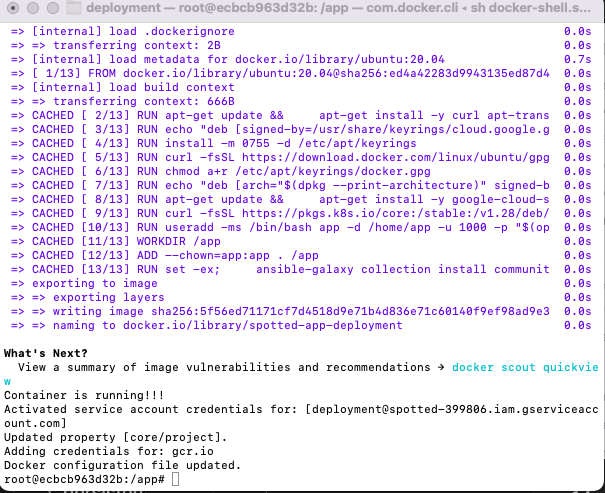 deployment — root@ecbcb963d32b: /app — com.docker.cli ◂ sh docker-shell.s...
=> [internal] load .dockerignore 0.0s
=> => transferring context: 2B 0.0s
=> [internal] load metadata for docker.io/library/ubuntu:20.04 0.7s
=> [ 1/13] FROM docker.io/library/ubuntu:20.04@sha256:ed4a42283d9943135ed87d4 0.0s
=> [internal] load build context 0.0s
=> => transferring context: 666B 0.0s
=> CACHED [ 2/13] RUN apt-get update &&     apt-get install -y curl apt-trans 0.0s
=> CACHED [ 3/13] RUN echo "deb [signed-by=/usr/share/keyrings/cloud.google.g 0.0s
=> CACHED [ 4/13] RUN install -m 0755 -d /etc/apt/keyrings 0.0s
=> CACHED [ 5/13] RUN curl -fsSL https://download.docker.com/linux/ubuntu/gpg 0.0s
=> CACHED [ 6/13] RUN chmod a+r /etc/apt/keyrings/docker.gpg 0.0s
=> CACHED [ 7/13] RUN echo "deb [arch="$(dpkg --print-architecture)" signed-b 0.0s
=> CACHED [ 8/13] RUN apt-get update &&     apt-get install -y google-cloud-s 0.0s
=> CACHED [ 9/13] RUN curl -fsSL https://pkgs.k8s.io/core:/stable:/v1.28/deb/ 0.0s
=> CACHED [10/13] RUN useradd -ms /bin/bash app -d /home/app -u 1000 -p "$(op 0.0s
=> CACHED [11/13] WORKDIR /app 0.0s
=> CACHED [12/13] ADD --chown=app:app . /app 0.0s
=> CACHED [13/13] RUN set -ex;     ansible-galaxy collection install communit 0.0s
=> exporting to image 0.0s
=> => exporting layers 0.0s
=> => writing image sha256:5f56ed71171cf7d4518d9e71b4d836e71c60140f9ef98ad9e3 0.0s
=> => naming to docker.io/library/spotted-app-deployment 0.0s
What's Next?
View a summary of image vulnerabilities and recommendations → docker scout quickvie
w
Container is running!!!
Activated service account credentials for: [deployment@spotted-399806.iam.gserviceacc
ount.com]
Updated property [core/project].
Adding credentials for: gcr.io
Docker configuration file updated.
root@ecbcb963d32b:/app#